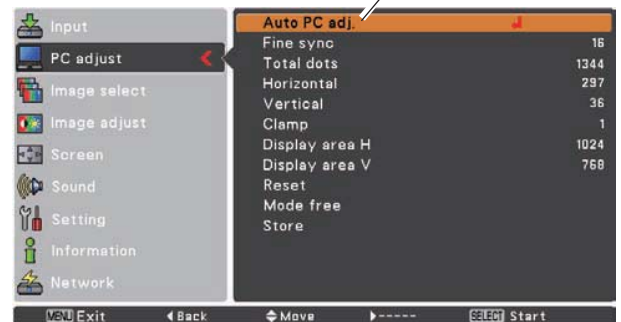 Input
PC adjust
Image select
Image adjust
Screen
Sound
Setting
Information
Network
Auto PC adj.
Fine sync 16
Total dots 1344
Horizontal 297
Vertical 36
Clamp 1
Display area H 1024
Display area V 768
Reset
Mode free
Store
MENU Exit Back Move ----- SELECT Start